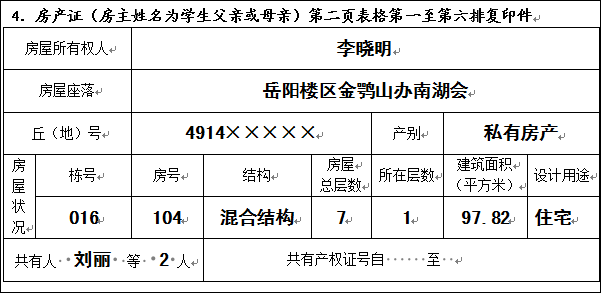 4. 房产证（房主姓名为学生父亲或母亲）第二页表格第一至第六排复印件
房屋所有权人 李晓明
房屋座落 岳阳楼区金鹗山办南湖会
丘（地）号 4914××××× 产别 私有房产
房屋状况 栋号 房号 结构 房屋总层数 所在层数 建筑面积（平方米） 设计用途
016 104 混合结构 7 1 97.82 住宅
共有人··刘丽··等·2·人 共有产权证号自······至··